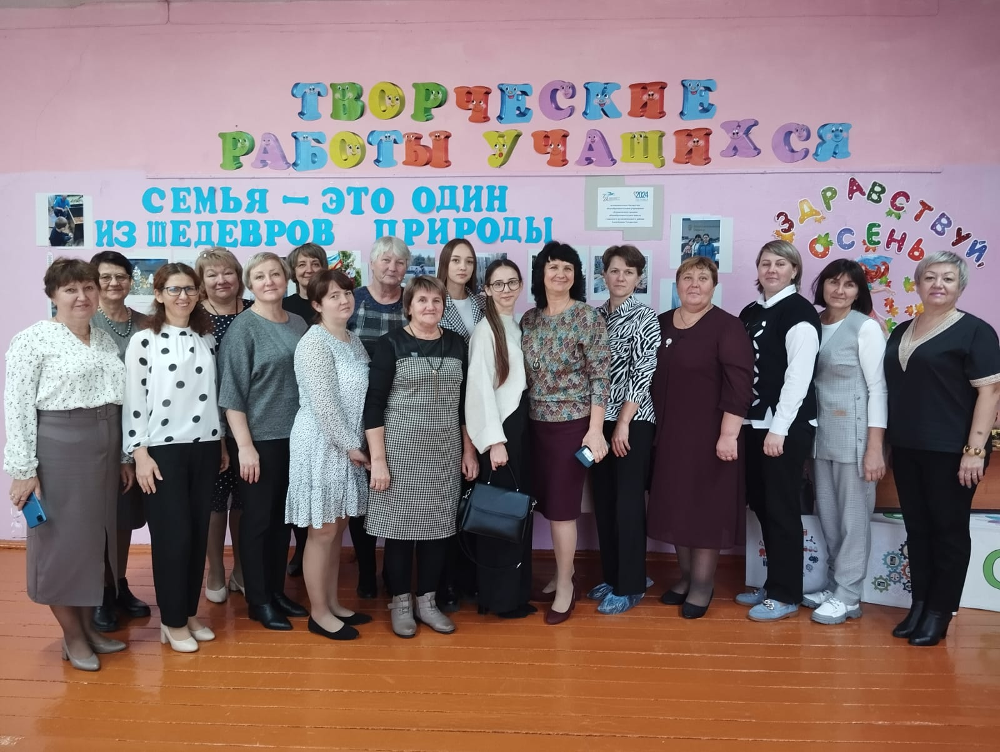 ТВОРЧЕСКИЕ
РАБОТЫ УЧАЩИХСЯ
СЕМЬЯ – ЭТО ОДИН
ИЗ ШЕДЕВРОВ ПРИРОДЫ
2024
ЗДРАВСТВУЙ,
ОСЕНЬ